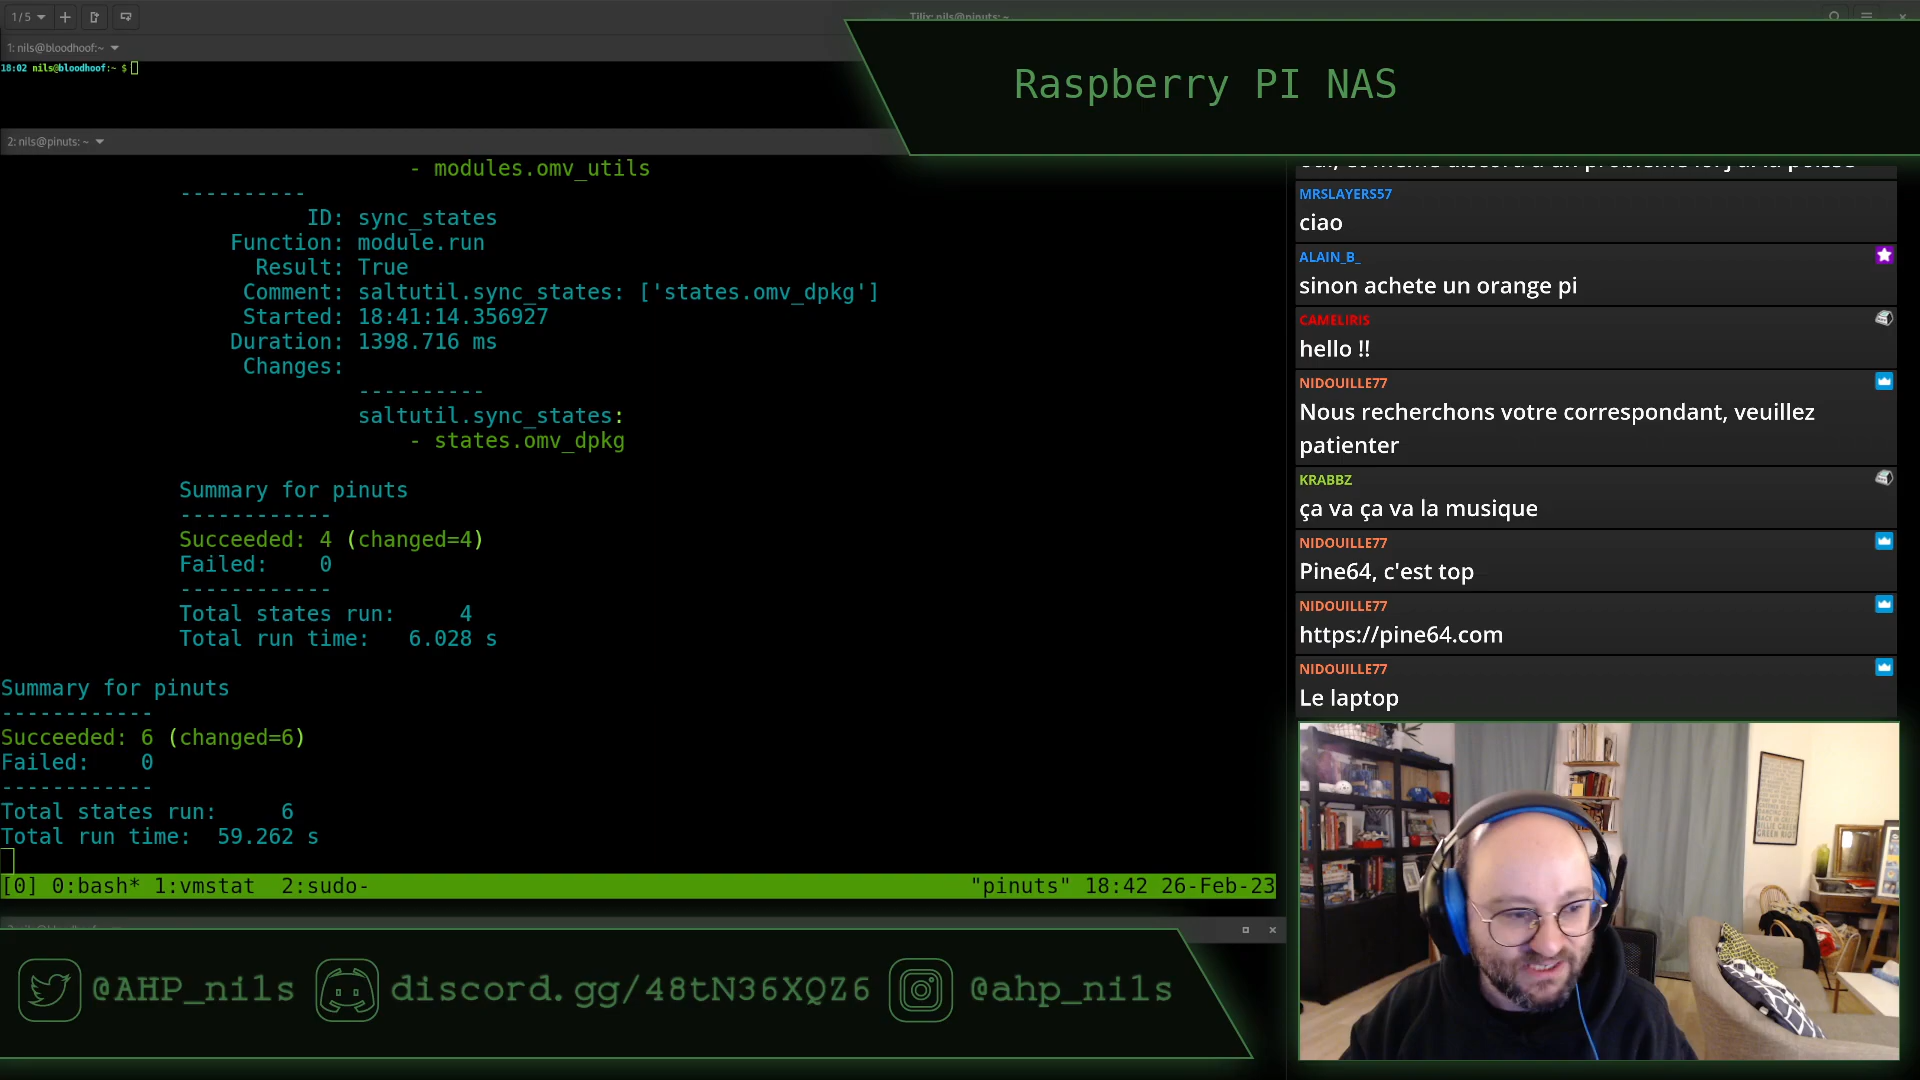 1/5
Tilix: nils@pinuts: ~
1: nils@bloodhoof:~
18:02 nils@bloodhoof:~ $
Raspberry PI NAS
2: nils@pinuts: ~
- modules.omv_utils
----------
ID: sync_states
Function: module.run
Result: True
Comment: saltutil.sync_states: ['states.omv_dpkg']
Started: 18:41:14.356927
Duration: 1398.716 ms
Changes:
----------
saltutil.sync_states:
- states.omv_dpkg
Summary for pinuts
------------
Succeeded: 4 (changed=4)
Failed: 0
------------
Total states run: 4
Total run time: 6.028 s
Summary for pinuts
------------
Succeeded: 6 (changed=6)
Failed: 0
------------
Total states run: 6
Total run time: 59.262 s
[0] 0:bash* 1:vmstat 2:sudo- "pinuts" 18:42 26-Feb-23
@AHP_nils discord.gg/48tN36XQZ6 @ahp_nils
MRSLAYERS57
ciao
ALAIN_B_
sinon achete un orange pi
CAMELIRIS
hello !!
NIDOUILLE77
Nous recherchons votre correspondant, veuillez
patienter
KRABBZ
ça va ça va la musique
NIDOUILLE77
Pine64, c'est top
NIDOUILLE77
https://pine64.com
NIDOUILLE77
Le laptop